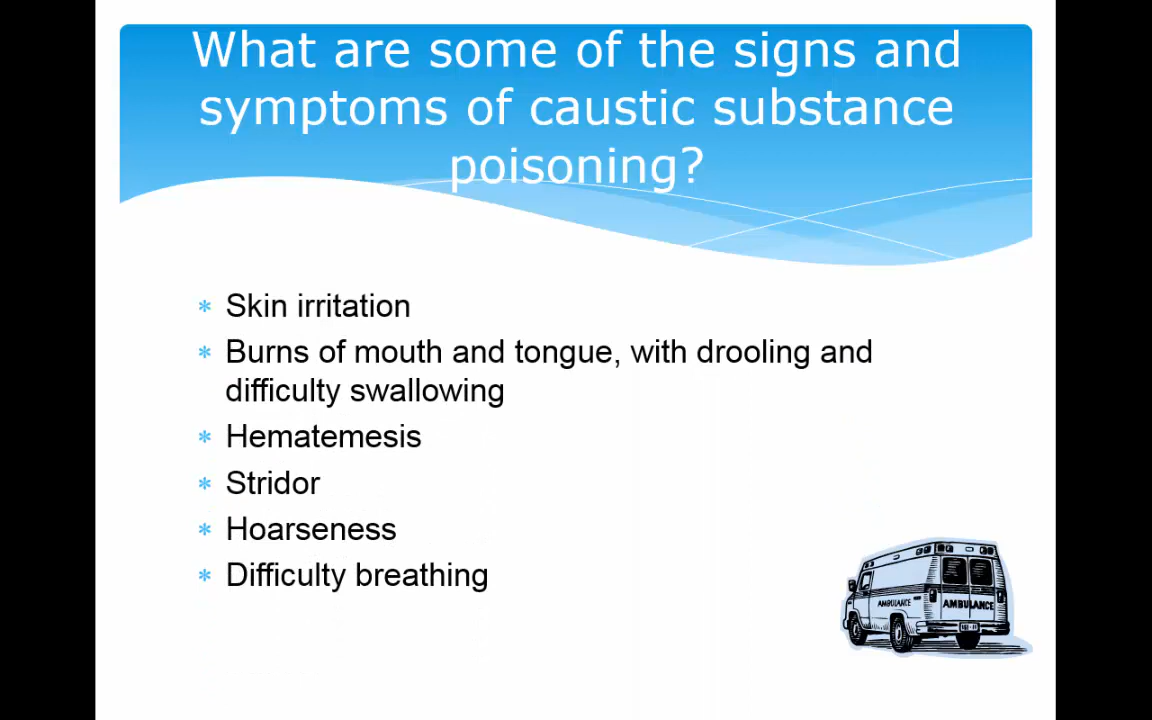 What are some of the signs and
symptoms of caustic substance
poisoning?
* Skin irritation
* Burns of mouth and tongue, with drooling and
difficulty swallowing
* Hematemesis
* Stridor
* Hoarseness
* Difficulty breathing
AMBULANCE
AMBULANCE